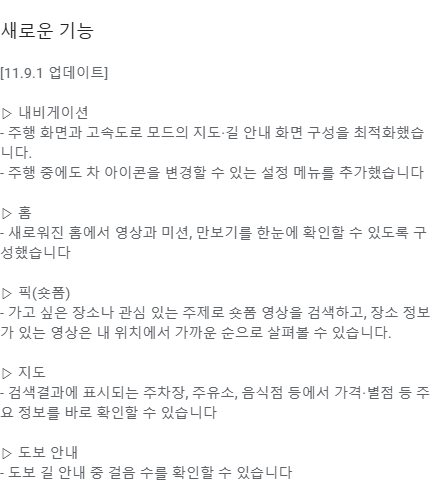 새로운 기능
[11.9.1 업데이트]
▷ 내비게이션
- 주행 화면과 고속도로 모드의 지도·길 안내 화면 구성을 최적화했습
니다.
- 주행 중에도 차 아이콘을 변경할 수 있는 설정 메뉴를 추가했습니다
▷ 홈
- 새로워진 홈에서 영상과 미션, 만보기를 한눈에 확인할 수 있도록 구
성했습니다
▷ 픽(숏폼)
- 가고 싶은 장소나 관심 있는 주제로 숏폼 영상을 검색하고, 장소 정보
가 있는 영상은 내 위치에서 가까운 순으로 살펴볼 수 있습니다.
▷ 지도
- 검색결과에 표시되는 주차장, 주유소, 음식점 등에서 가격·별점 등 주
요 정보를 바로 확인할 수 있습니다
▷ 도보 안내
- 도보 길 안내 중 걸음 수를 확인할 수 있습니다